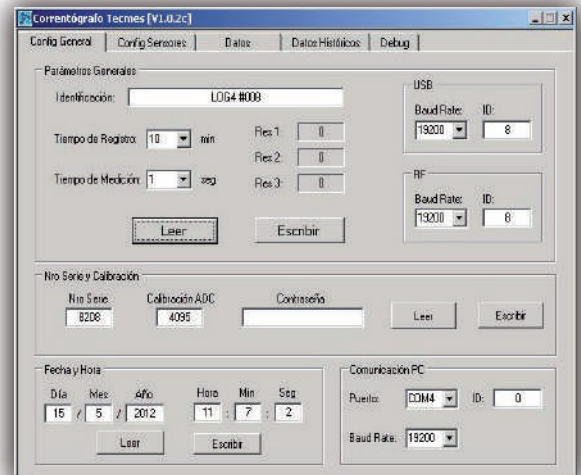 Correntógrafo Tecmes [V1.0.2c]
Config General Config Sensores Datos Datos Históricos Debug
Parámetros Generales
Identificación: LOG4 #008
Tiempo de Registro: 10 min
Tiempo de Medición: 1 seg
Res 1: 0
Res 2: 0
Res 3: 0
Leer Escribir
USB
Baud Rate: ID:
19200 8
RF
Baud Rate: ID:
19200 8
Nro Serie y Calibración
Nro Serie Calibración ADC Contraseña
8208 4095 Leer Escribir
Fecha y Hora
Día Mes Año Hora Min Seg
15 / 5 / 2012 11 : 7 : 2
Leer Escribir
Comunicación PC
Puerto: COM4 ID: 0
Baud Rate: 19200